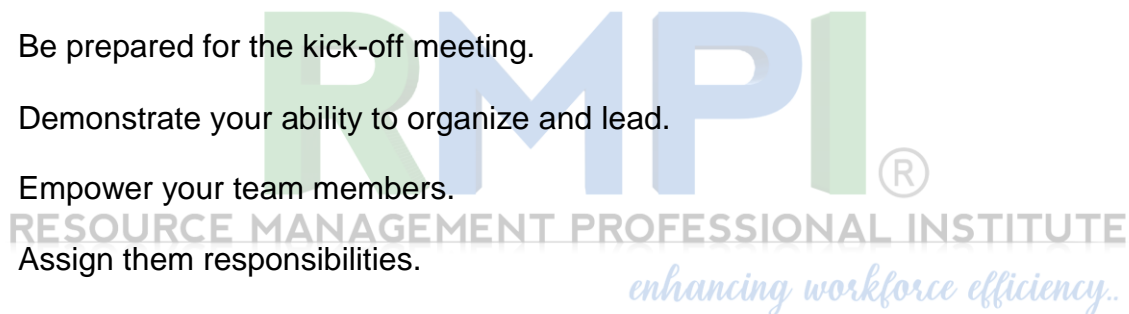 RMPI®
Be prepared for the kick-off meeting.
Demonstrate your ability to organize and lead.
Empower your team members.
RESOURCE MANAGEMENT PROFESSIONAL INSTITUTE
Assign them responsibilities.
enhancing workforce efficiency..